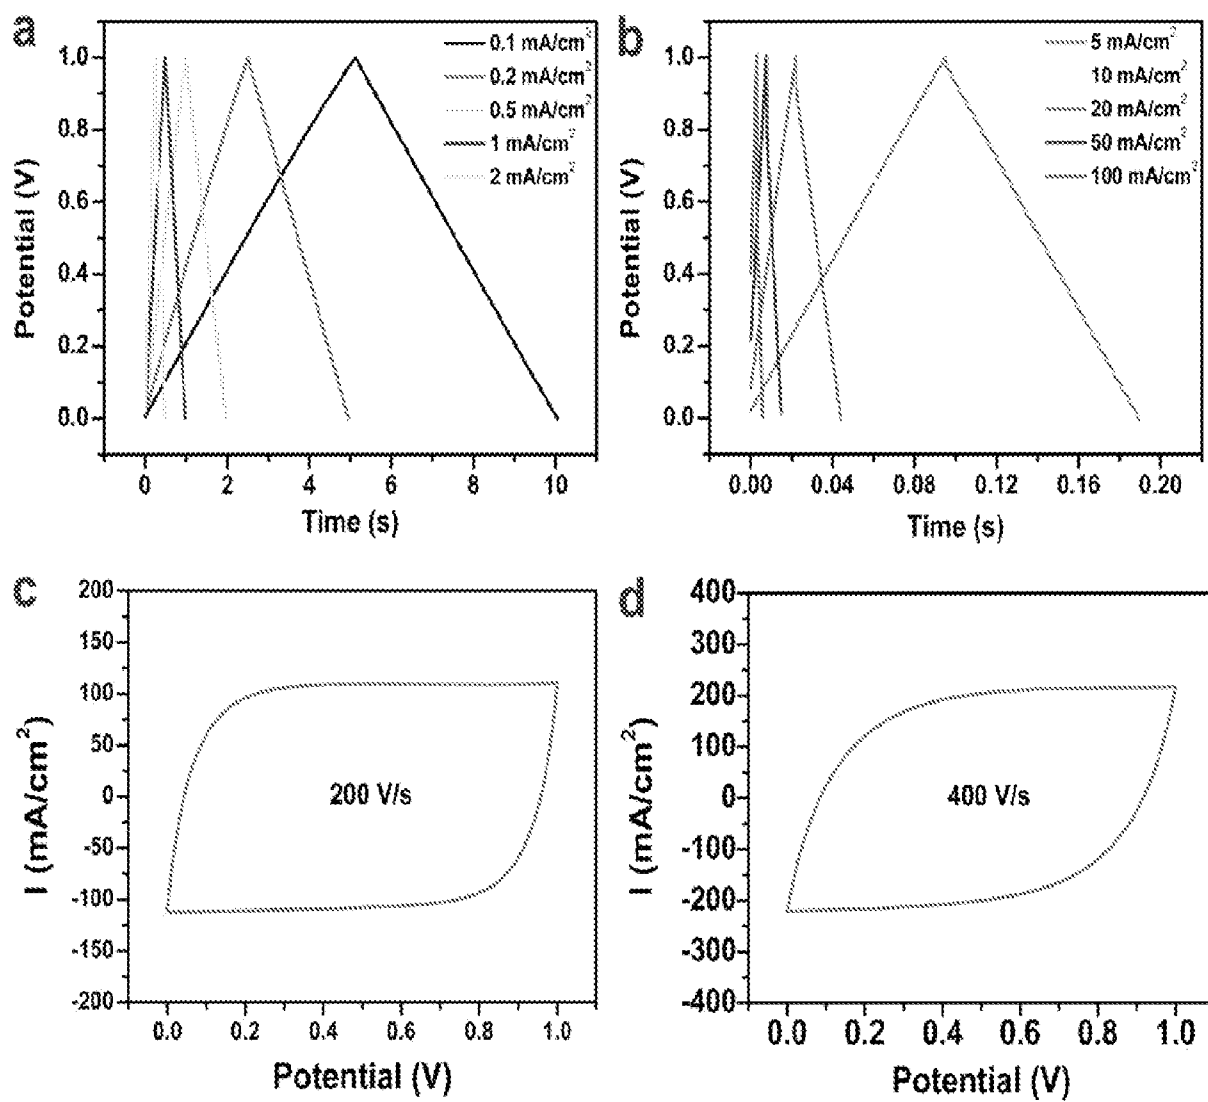 a
0.1 mA/cm²
0.2 mA/cm²
0.5 mA/cm²
1 mA/cm²
2 mA/cm²
1.0
0.8
0.6
0.4
0.2
0.0
Potential (V)
0 2 4 6 8 10
Time (s)
b
5 mA/cm²
10 mA/cm²
20 mA/cm²
50 mA/cm²
100 mA/cm²
1.0
0.8
0.6
0.4
0.2
0.0
Potential (V)
0.00 0.04 0.08 0.12 0.16 0.20
Time (s)
c
200
150
100
50
0
-50
-100
-150
-200
I (mA/cm²)
200 V/s
0.0 0.2 0.4 0.6 0.8 1.0
Potential (V)
d
400
300
200
100
0
-100
-200
-300
-400
I (mA/cm²)
400 V/s
0.0 0.2 0.4 0.6 0.8 1.0
Potential (V)